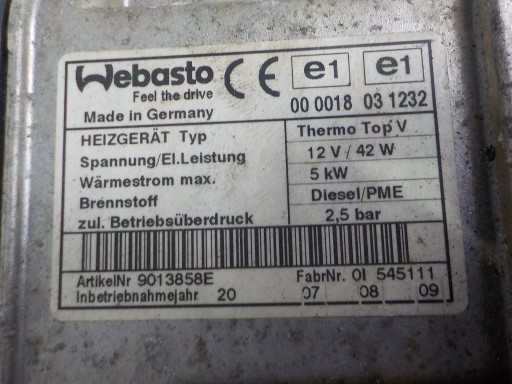 Webasto CE e1 e1
Feel the drive
Made in Germany 00 0018 03 1232
HEIZGERÄT Typ Thermo Top V
Spannung/El.Leistung 12 V / 42 W
Wärmestrom max. 5 kW
Brennstoff Diesel/PME
zul. Betriebsüberdruck 2,5 bar
ArtikelNr 9013858E FabrNr. OI 545111
Inbetriebnahmejahr 20 07 08 09